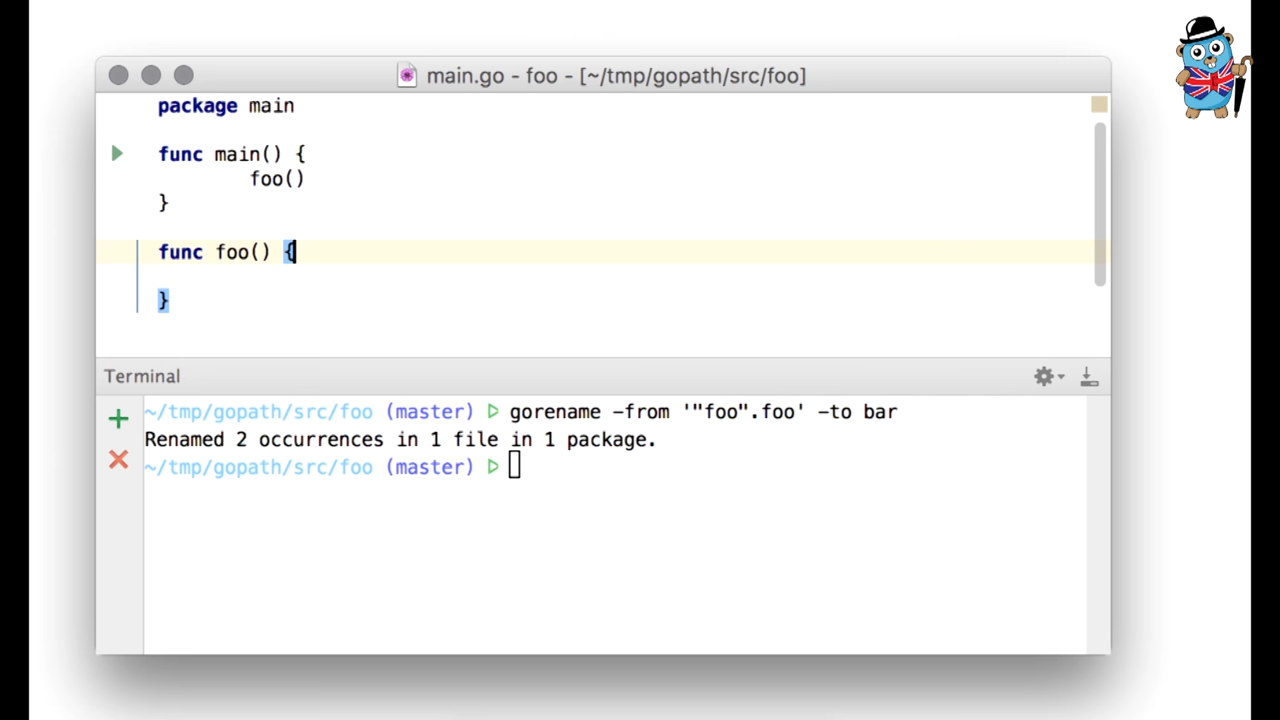 main.go - foo - [~/tmp/gopath/src/foo]
package main
func main() {
foo()
}
func foo() {
}
Terminal
~/tmp/gopath/src/foo (master) ▷ gorename -from '"foo".foo' -to bar
Renamed 2 occurrences in 1 file in 1 package.
~/tmp/gopath/src/foo (master) ▷